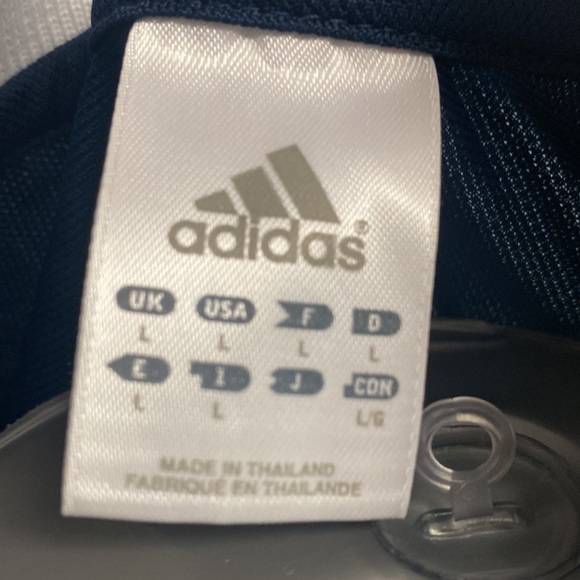 adidas®
UK USA F D
L L L L
E I J CDN
L L L/G
MADE IN THAILAND
FABRIQUÉ EN THAILANDE